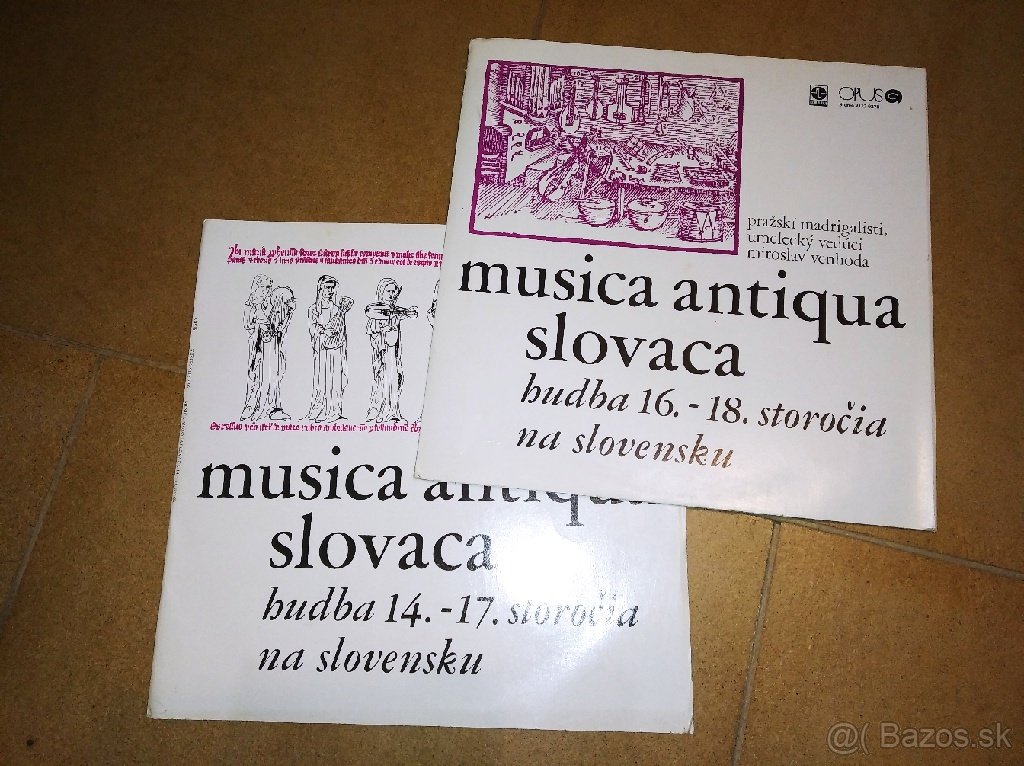 OPUS
pražskí madrigalisti,
umelecký vedúci
miroslav venhoda
musica antiqua
slovaca
hudba 16. - 18. storočia
na slovensku
musica antiqua
slovaca
hudba 14. - 17. storočia
na slovensku
@( Bazos.sk